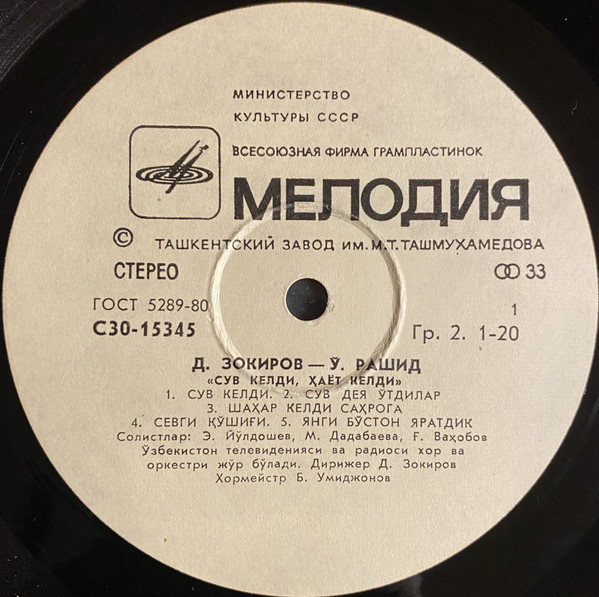 МИНИСТЕРСТВО
КУЛЬТУРЫ СССР
ВСЕСОЮЗНАЯ ФИРМА ГРАМПЛАСТИНОК
МЕЛОДИЯ
© ТАШКЕНТСКИЙ ЗАВОД ИМ. М.Т. ТАШМУХАМЕДОВА
СТЕРЕО 33
ГОСТ 5289-80 1
С30-15345 Гр. 2. 1-20
Д. ЗОКИРОВ — Ў. РАШИД
«СУВ КЕЛДИ, ҲАЁТ КЕЛДИ»
1. СУВ КЕЛДИ. 2. СУВ ДЕЯ ЎТДИЛАР
3. ШАҲАР КЕЛДИ САҲРОГА
4. СЕВГИ ҚЎШИҒИ. 5. ЯНГИ БЎСТОН ЯРАТДИК
Солистлар: Э. Йўлдошев, М. Дадабаева, Ғ. Ваҳобов
Ўзбекистон телевиденияси ва радиоси хор ва
оркестри жўр бўлади. Дирижер Д. Зокиров
Хормейстр Б. Умиджонов